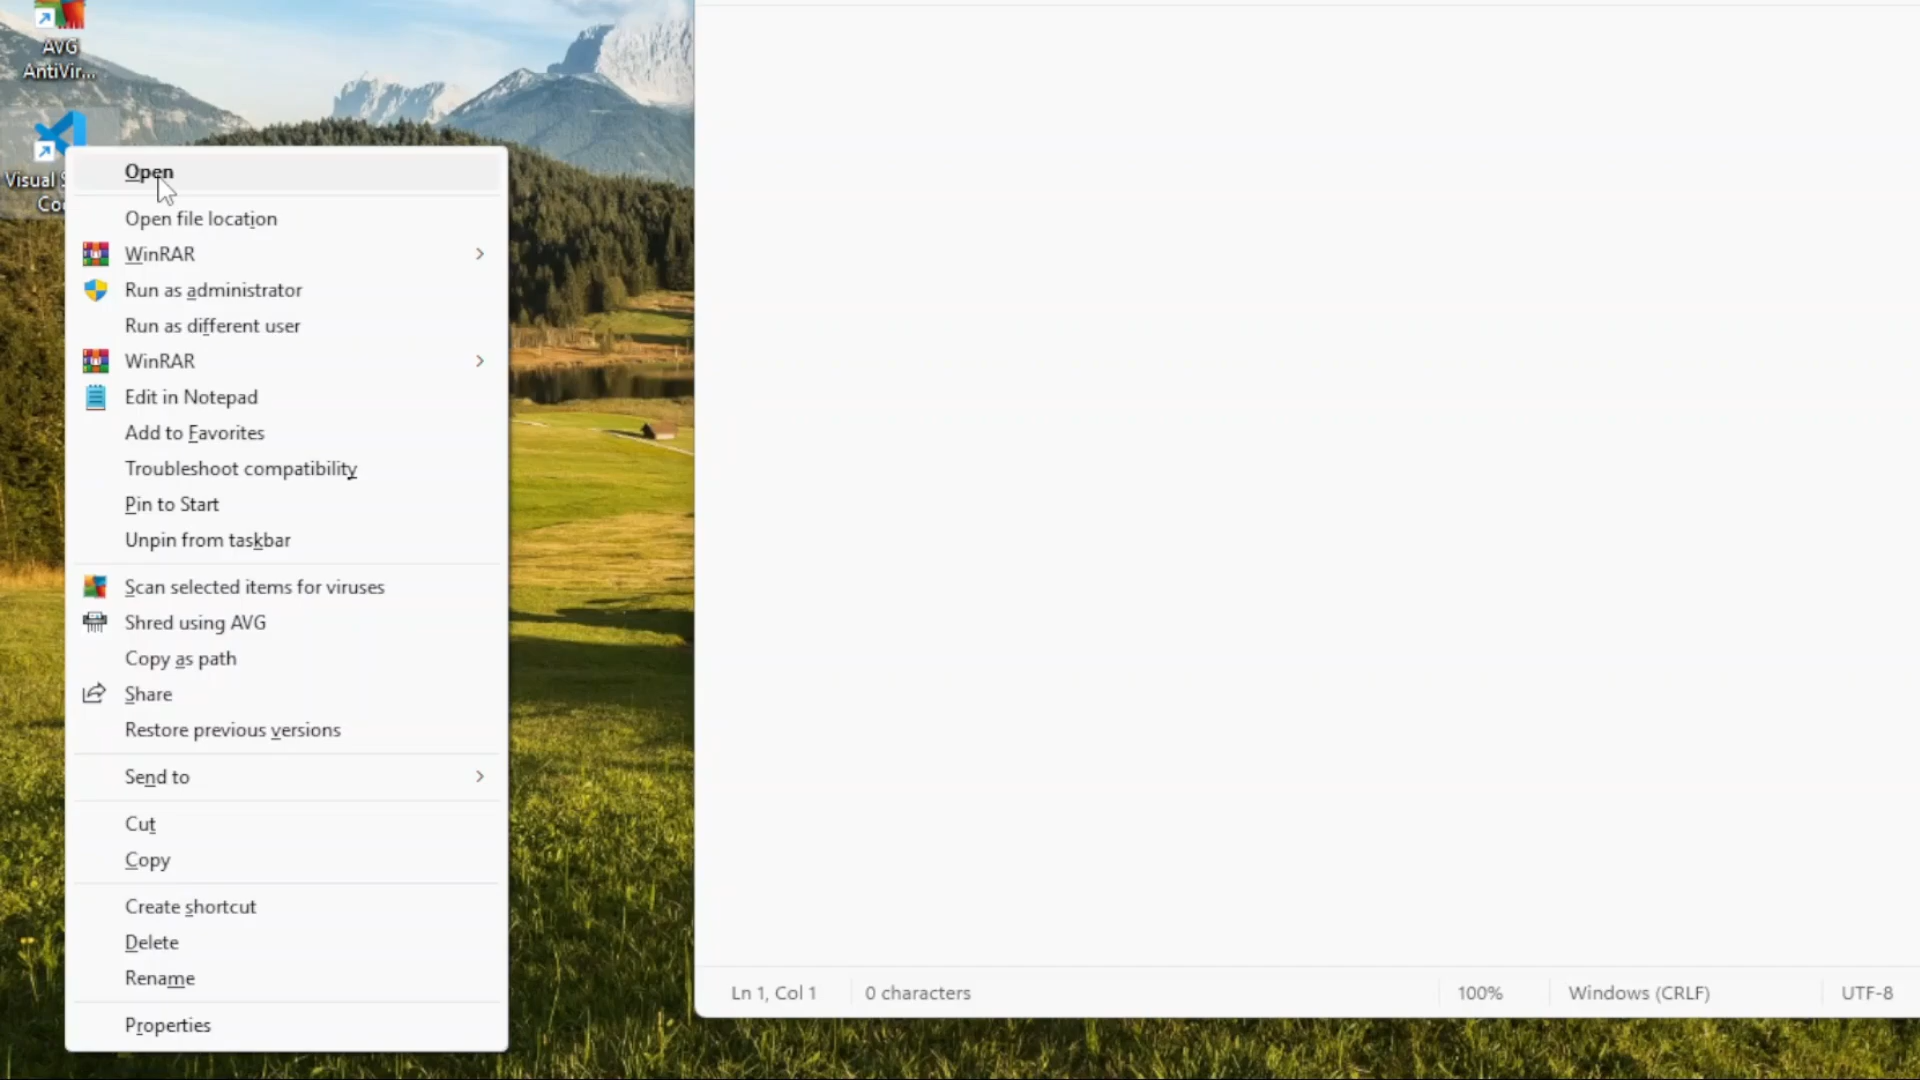 AVG
AntiVir...
Visual
Open
Open file location
WinRAR
Run as administrator
Run as different user
WinRAR
Edit in Notepad
Add to Favorites
Troubleshoot compatibility
Pin to Start
Unpin from taskbar
Scan selected items for viruses
Shred using AVG
Copy as path
Share
Restore previous versions
Send to
Cut
Copy
Create shortcut
Delete
Rename
Properties
Ln 1, Col 1
0 characters
100%
Windows (CRLF)
UTF-8